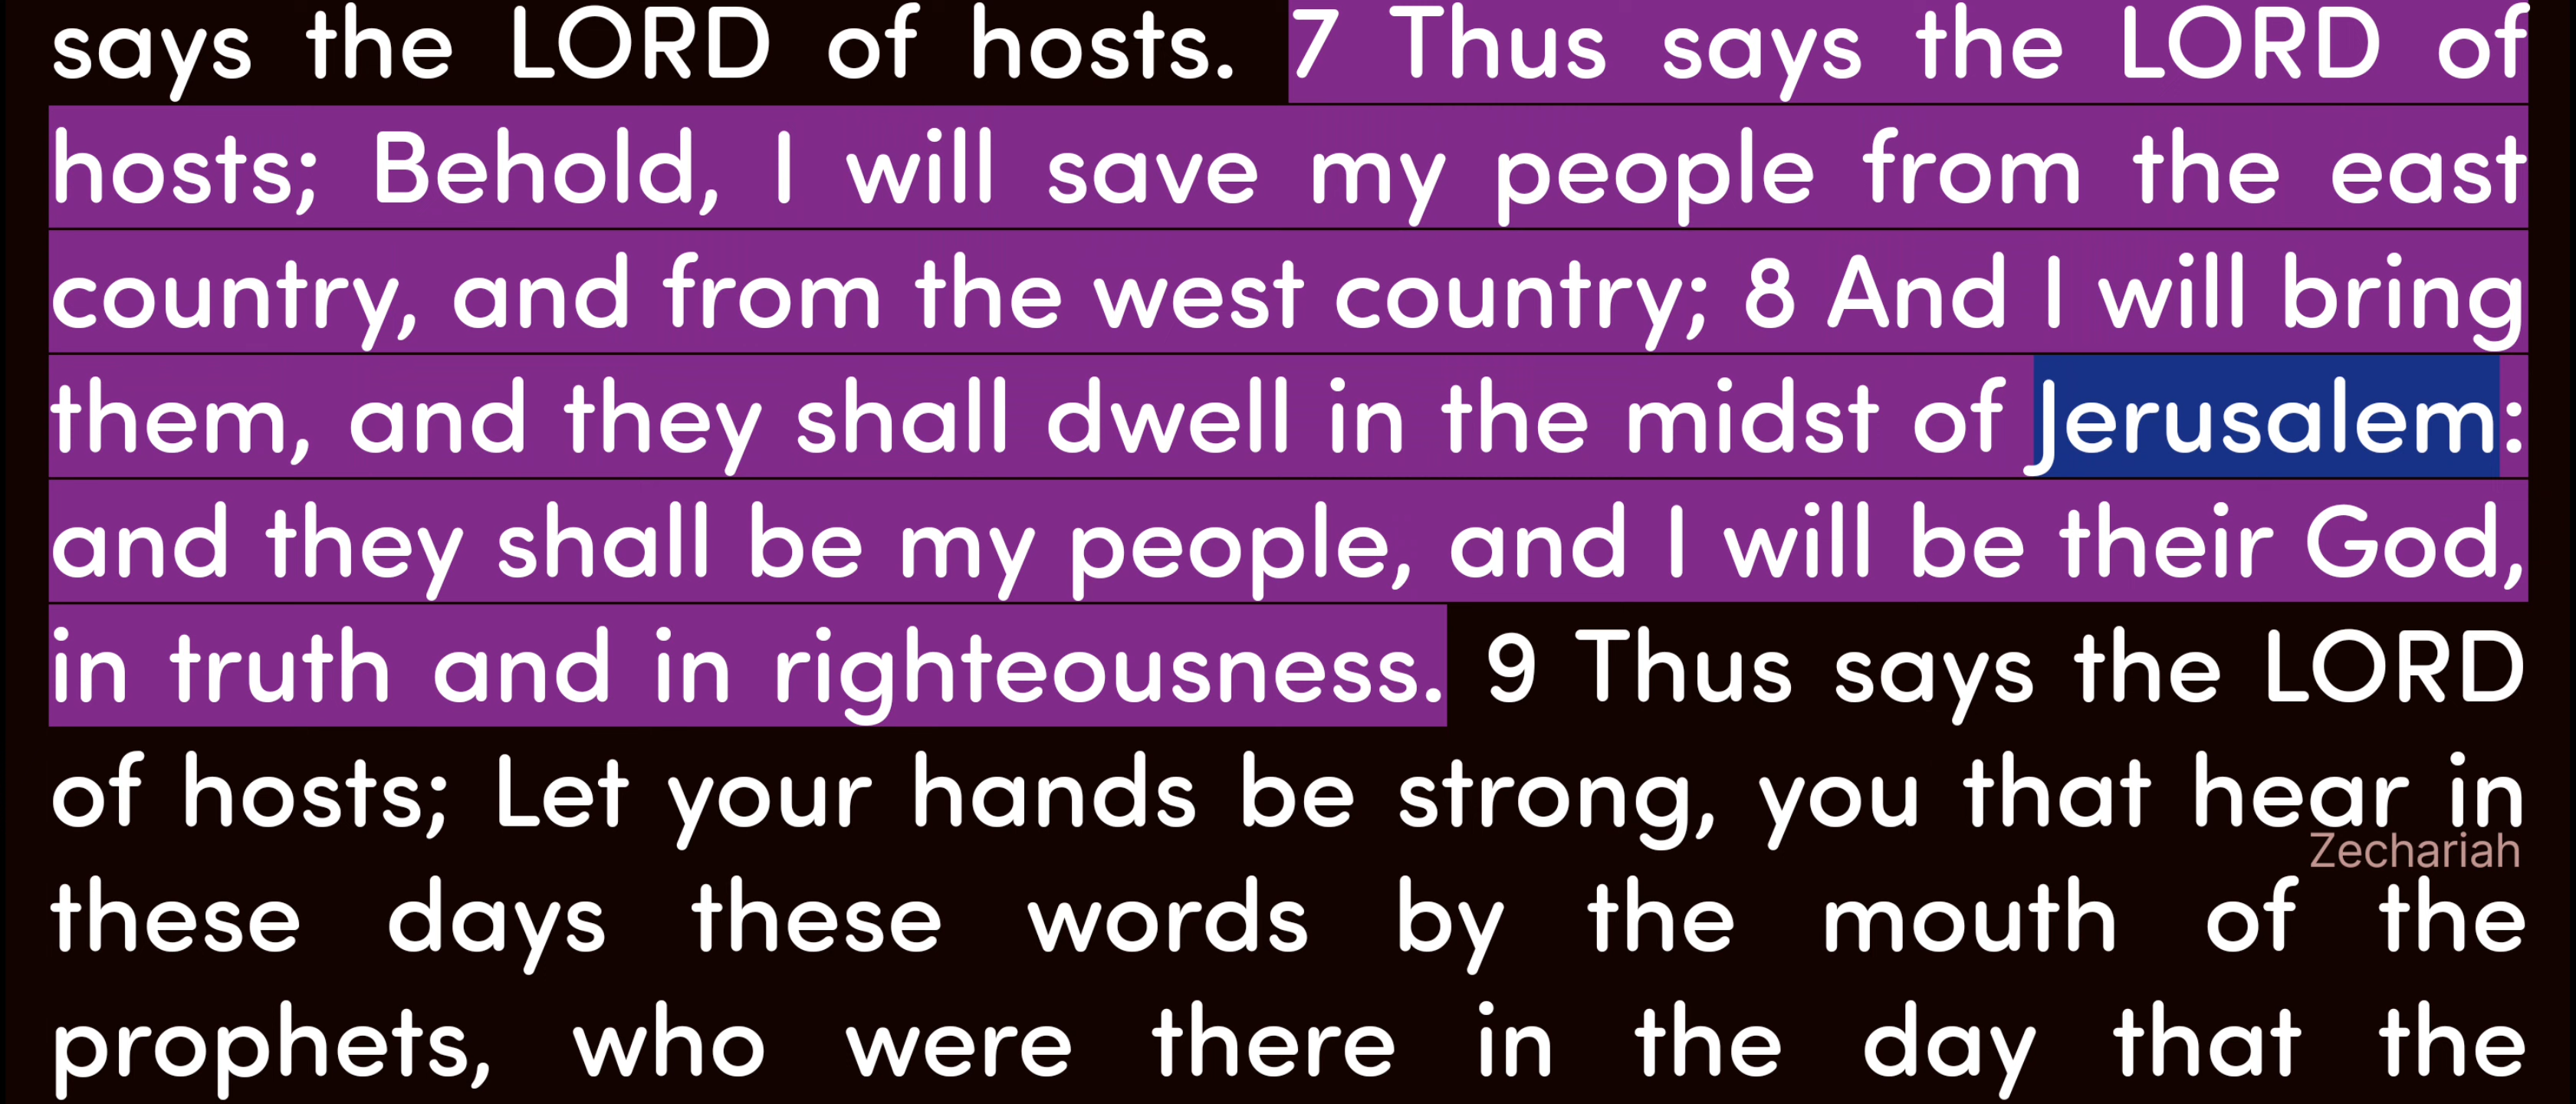 says the LORD of hosts. 7 Thus says the LORD of
hosts; Behold, I will save my people from the east
country, and from the west country; 8 And I will bring
them, and they shall dwell in the midst of Jerusalem:
and they shall be my people, and I will be their God,
in truth and in righteousness. 9 Thus says the LORD
of hosts; Let your hands be strong, you that hear in
Zechariah
these days these words by the mouth of the
prophets, who were there in the day that the